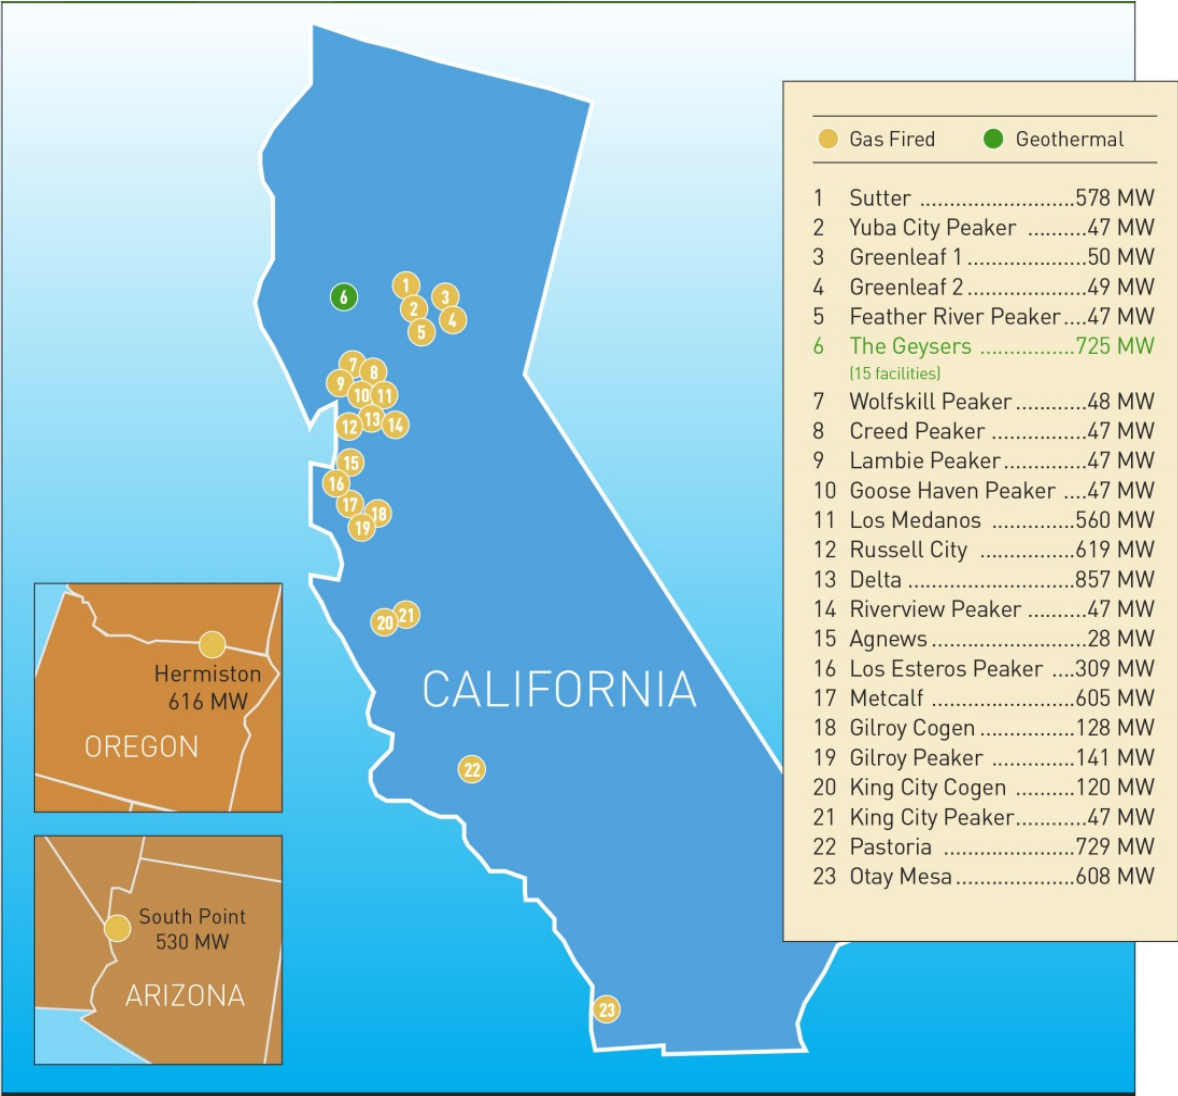 Gas Fired Geothermal
1 Sutter ..........................578 MW
2 Yuba City Peaker ..........47 MW
3 Greenleaf 1....................50 MW
4 Greenleaf 2....................49 MW
5 Feather River Peaker....47 MW
6 The Geysers ................725 MW
(15 facilities)
7 Wolfskill Peaker............48 MW
8 Creed Peaker ................47 MW
9 Lambie Peaker..............47 MW
10 Goose Haven Peaker ....47 MW
11 Los Medanos ..............560 MW
12 Russell City ................619 MW
13 Delta ............................857 MW
14 Riverview Peaker ..........47 MW
15 Agnews........................28 MW
16 Los Esteros Peaker ....309 MW
17 Metcalf ........................605 MW
18 Gilroy Cogen ................128 MW
19 Gilroy Peaker ..............141 MW
20 King City Cogen ..........120 MW
21 King City Peaker............47 MW
22 Pastoria ......................729 MW
23 Otay Mesa....................608 MW
1
2
3
4
5
6
7
8
9
10
11
12
13
14
15
16
17
18
19
20
21
CALIFORNIA
22
23
Hermiston
616 MW
OREGON
South Point
530 MW
ARIZONA